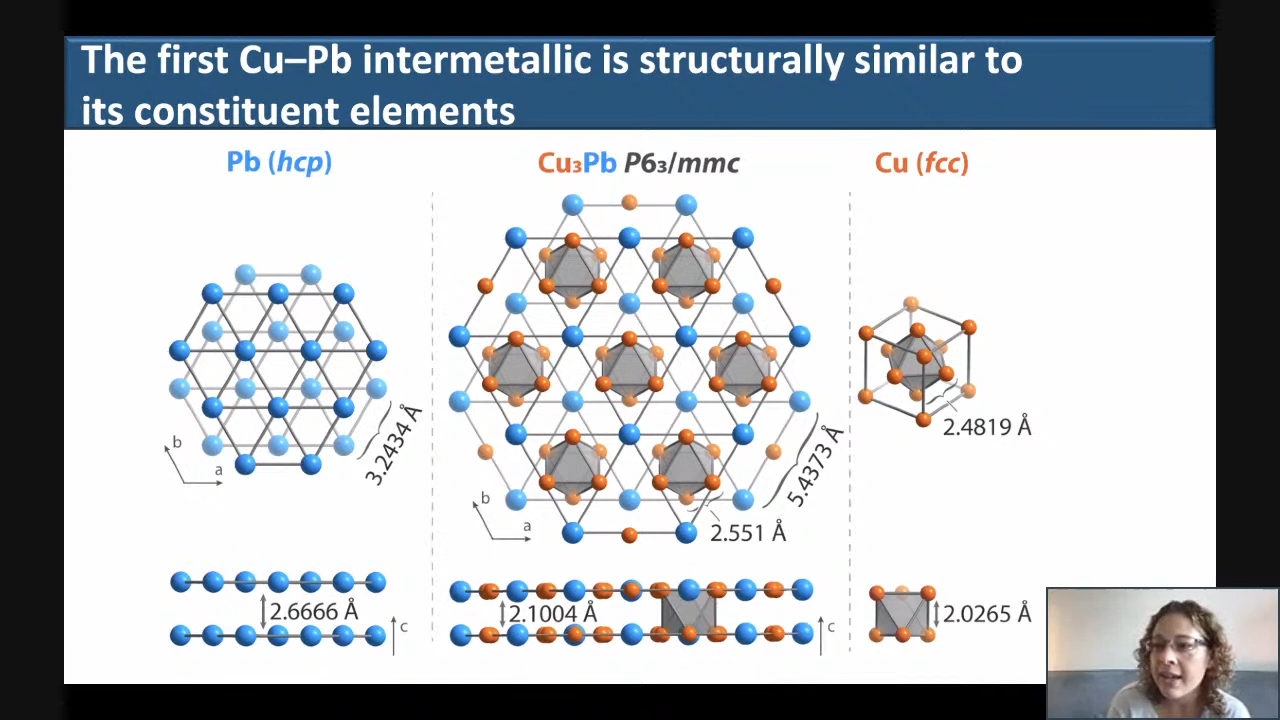 The first Cu–Pb intermetallic is structurally similar to
its constituent elements
Pb (hcp)
Cu₃Pb P6₃/mmc
Cu (fcc)
b
a
3.2434 Å
b
a
2.551 Å
5.4373 Å
2.4819 Å
2.6666 Å
c
2.1004 Å
c
2.0265 Å